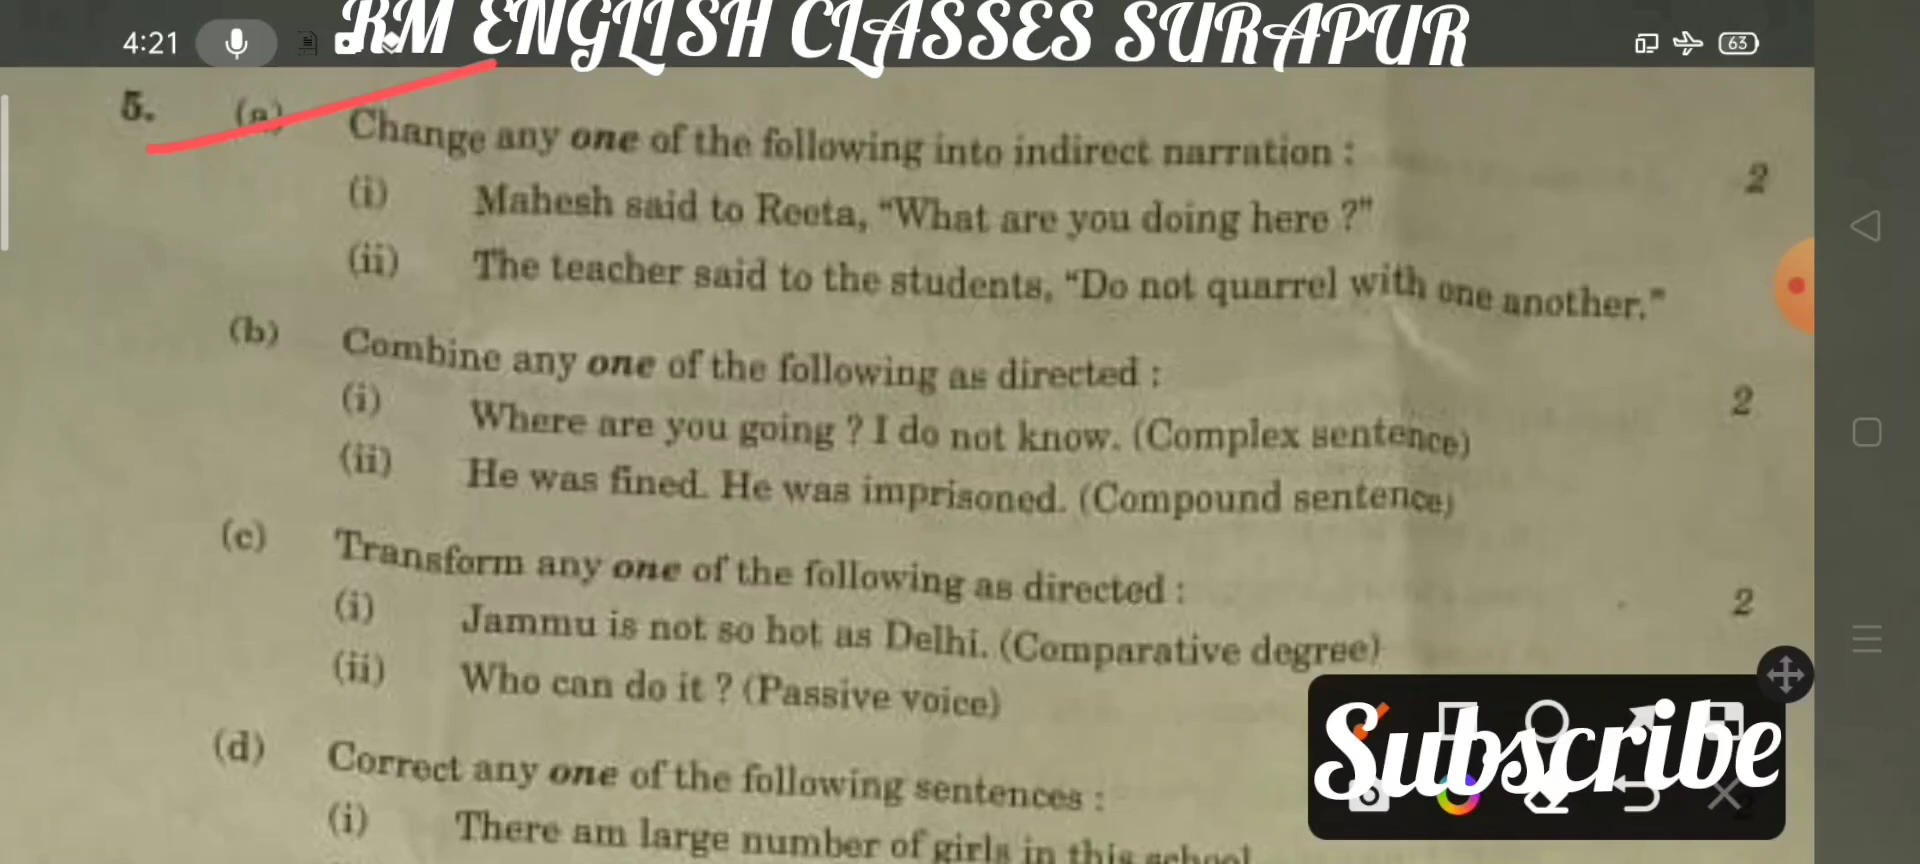 RM ENGLISH CLASSES SURAPUR
4:21
63
5. (a) Change any one of the following into indirect narration : 2
(i) Mahesh said to Reeta, “What are you doing here ?”
(ii) The teacher said to the students, “Do not quarrel with one another.”
(b) Combine any one of the following as directed : 2
(i) Where are you going ? I do not know. (Complex sentence)
(ii) He was fined. He was imprisoned. (Compound sentence)
(c) Transform any one of the following as directed : 2
(i) Jammu is not so hot as Delhi. (Comparative degree)
(ii) Who can do it ? (Passive voice)
(d) Correct any one of the following sentences :
(i) There am large number of girls in this school
Subscribe